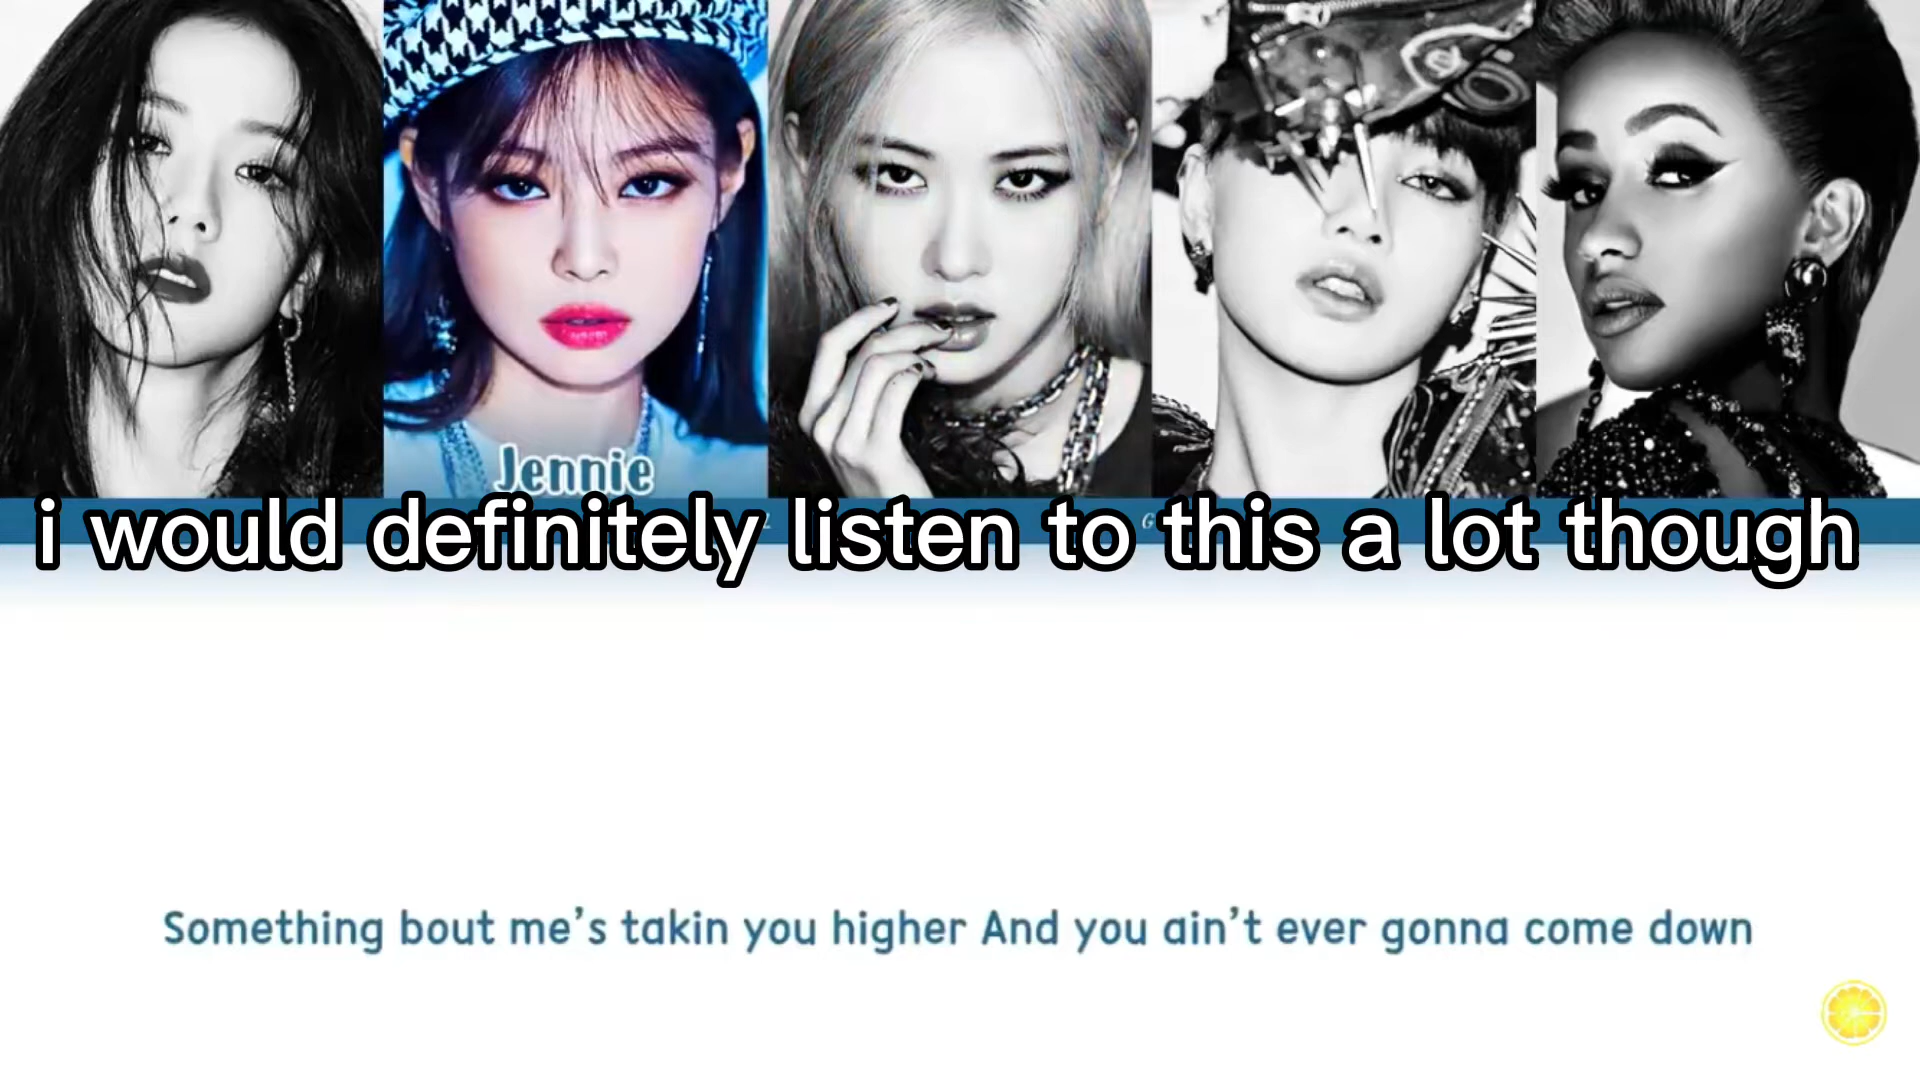 Jennie
i would definitely listen to this a lot though
Something bout me's takin you higher And you ain't ever gonna come down